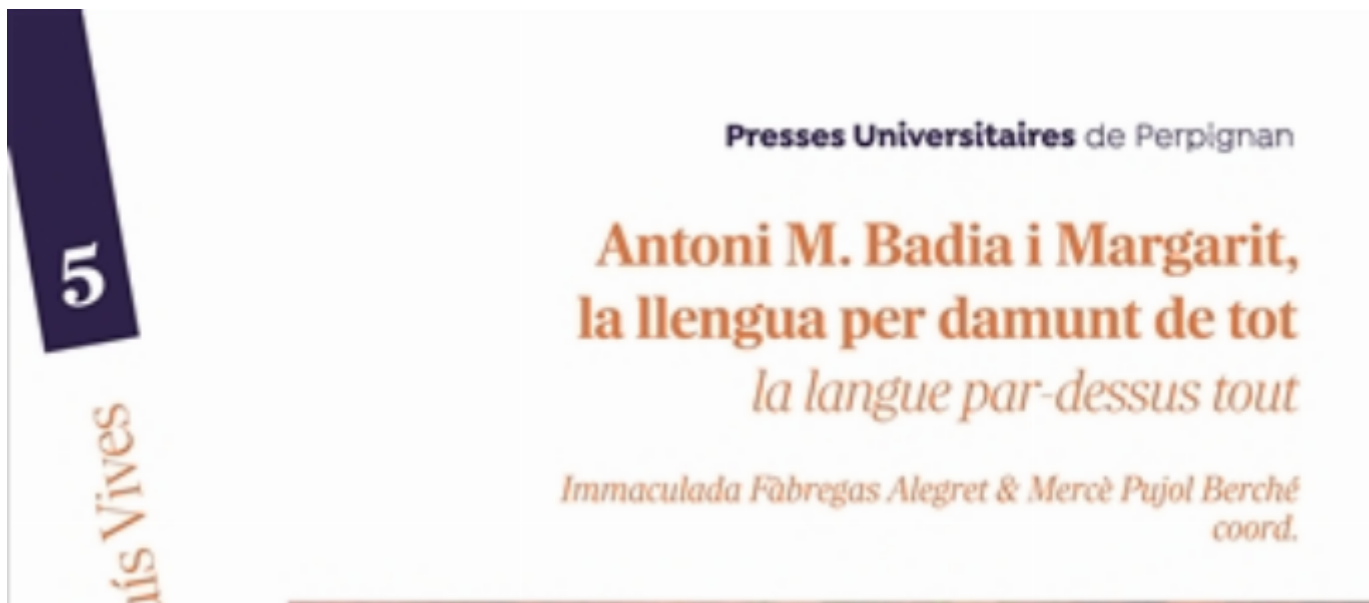 Presses Universitaires de Perpignan
Antoni M. Badia i Margarit,
la llengua per damunt de tot
la langue par-dessus tout
Immaculada Fàbregas Alegret & Mercè Pujol Berché
coord.
5
Vives